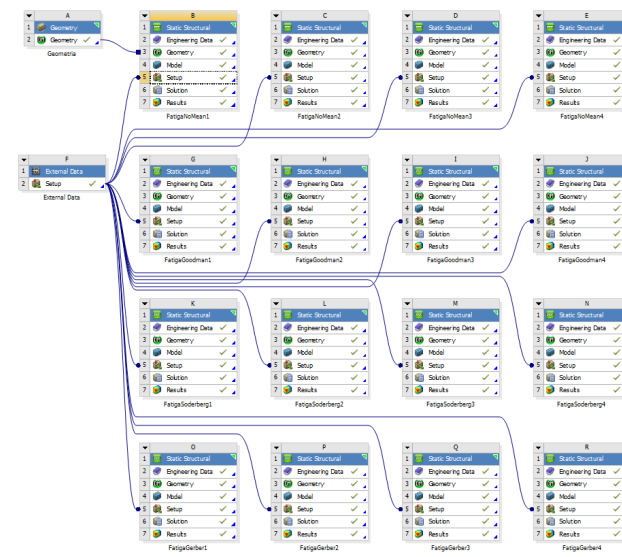 A
1 Geometry
2 Geometry
Geometria
B
1 Static Structural
2 Engineering Data
3 Geometry
4 Model
5 Setup
6 Solution
7 Results
FatigaNoMean1
C
1 Static Structural
2 Engineering Data
3 Geometry
4 Model
5 Setup
6 Solution
7 Results
FatigaNoMean2
D
1 Static Structural
2 Engineering Data
3 Geometry
4 Model
5 Setup
6 Solution
7 Results
FatigaNoMean3
E
1 Static Structural
2 Engineering Data
3 Geometry
4 Model
5 Setup
6 Solution
7 Results
FatigaNoMean4
F
1 External Data
2 Setup
External Data
G
1 Static Structural
2 Engineering Data
3 Geometry
4 Model
5 Setup
6 Solution
7 Results
FatigaGoodman1
H
1 Static Structural
2 Engineering Data
3 Geometry
4 Model
5 Setup
6 Solution
7 Results
FatigaGoodman2
I
1 Static Structural
2 Engineering Data
3 Geometry
4 Model
5 Setup
6 Solution
7 Results
FatigaGoodman3
J
1 Static Structural
2 Engineering Data
3 Geometry
4 Model
5 Setup
6 Solution
7 Results
FatigaGoodman4
K
1 Static Structural
2 Engineering Data
3 Geometry
4 Model
5 Setup
6 Solution
7 Results
FatigaSoderberg1
L
1 Static Structural
2 Engineering Data
3 Geometry
4 Model
5 Setup
6 Solution
7 Results
FatigaSoderberg2
M
1 Static Structural
2 Engineering Data
3 Geometry
4 Model
5 Setup
6 Solution
7 Results
FatigaSoderberg3
N
1 Static Structural
2 Engineering Data
3 Geometry
4 Model
5 Setup
6 Solution
7 Results
FatigaSoderberg4
O
1 Static Structural
2 Engineering Data
3 Geometry
4 Model
5 Setup
6 Solution
7 Results
FatigaGerber1
P
1 Static Structural
2 Engineering Data
3 Geometry
4 Model
5 Setup
6 Solution
7 Results
FatigaGerber2
Q
1 Static Structural
2 Engineering Data
3 Geometry
4 Model
5 Setup
6 Solution
7 Results
FatigaGerber3
R
1 Static Structural
2 Engineering Data
3 Geometry
4 Model
5 Setup
6 Solution
7 Results
FatigaGerber4